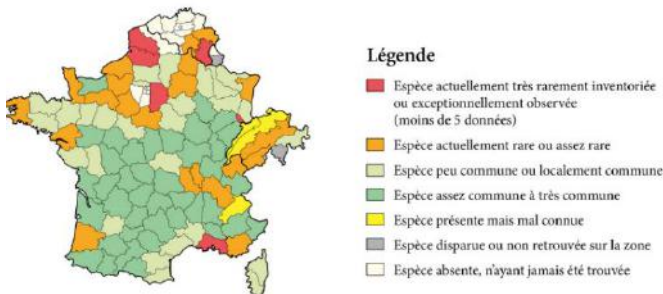 Légende
Espèce actuellement très rarement inventoriée
ou exceptionnellement observée
(moins de 5 données)
Espèce actuellement rare ou assez rare
Espèce peu commune ou localement commune
Espèce assez commune à très commune
Espèce présente mais mal connue
Espèce disparue ou non retrouvée sur la zone
Espèce absente, n'ayant jamais été trouvée